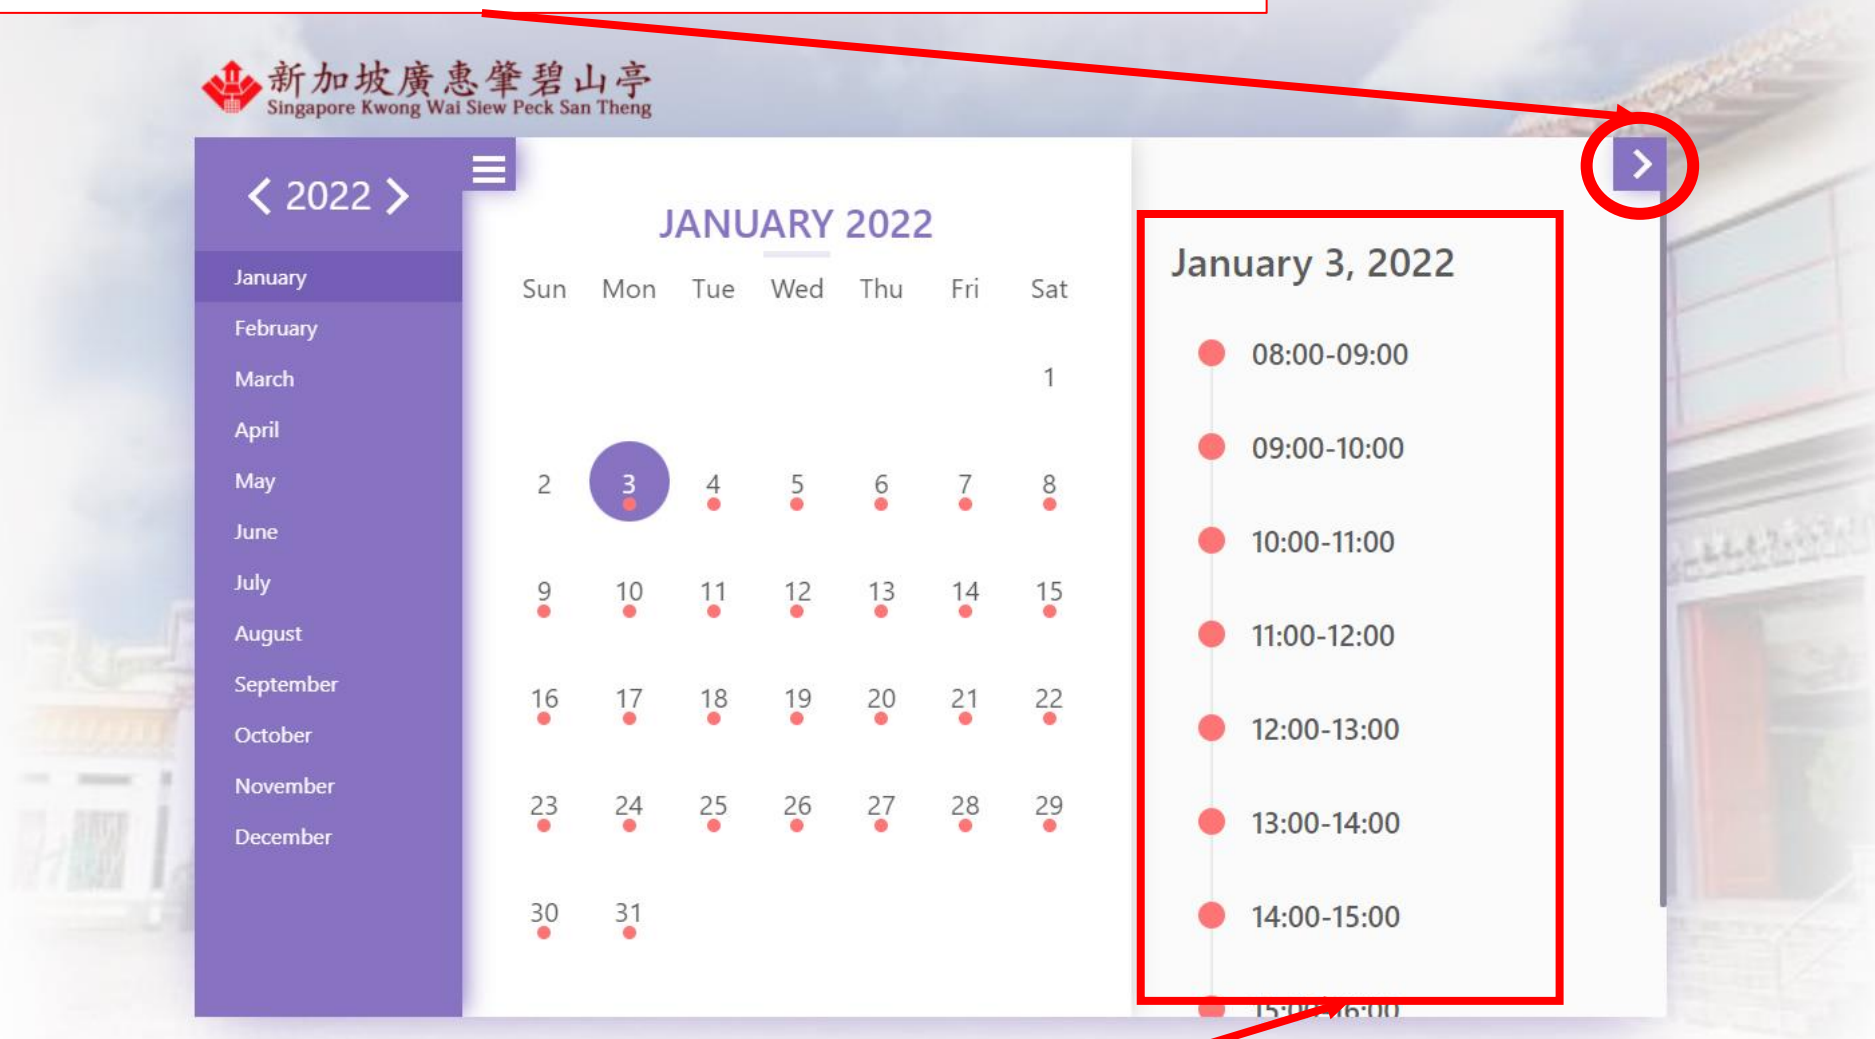 新加坡廣惠肇碧山亭
Singapore Kwong Wai Siew Peck San Theng
2022
January
February
March
April
May
June
July
August
September
October
November
December
JANUARY 2022
Sun Mon Tue Wed Thu Fri Sat
1
2 3 4 5 6 7 8
9 10 11 12 13 14 15
16 17 18 19 20 21 22
23 24 25 26 27 28 29
30 31
January 3, 2022
08:00-09:00
09:00-10:00
10:00-11:00
11:00-12:00
12:00-13:00
13:00-14:00
14:00-15:00
15:00-16:00